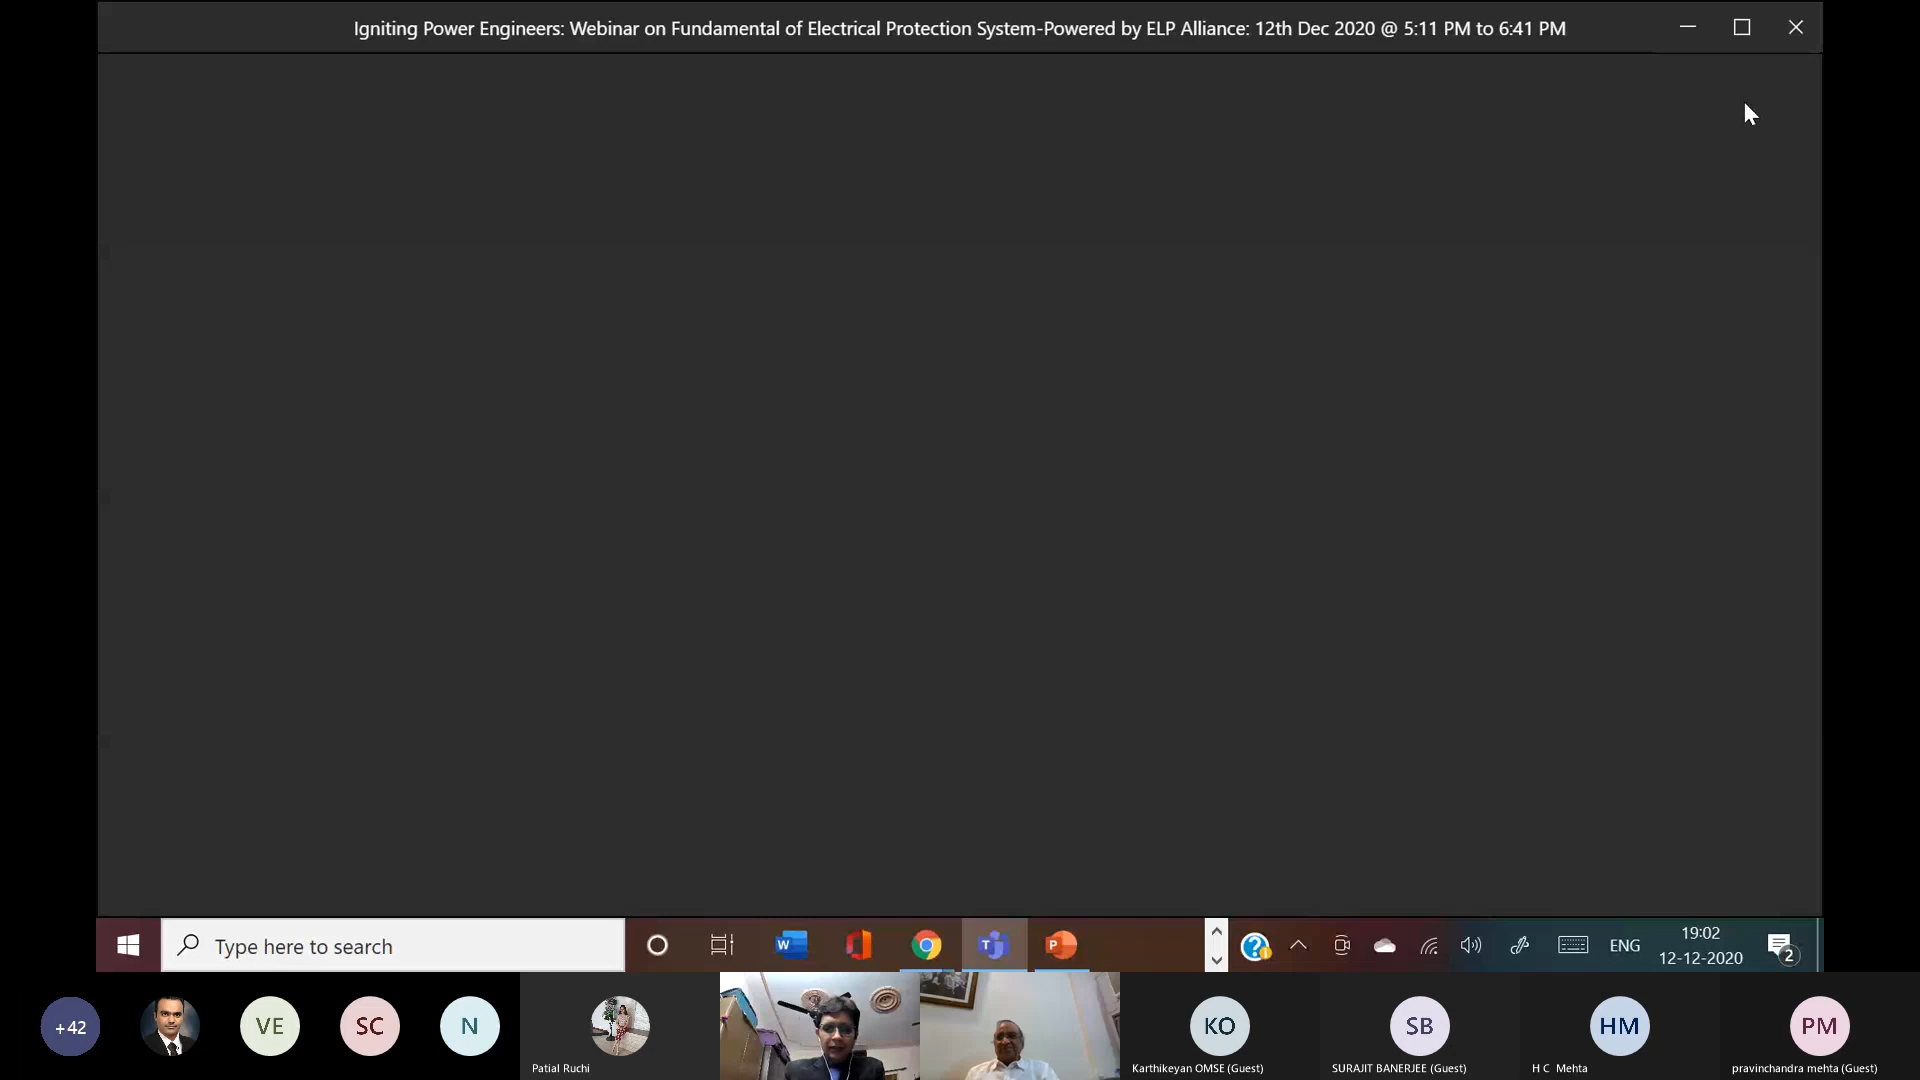 Igniting Power Engineers: Webinar on Fundamental of Electrical Protection System-Powered by ELP Alliance: 12th Dec 2020 @ 5:11 PM to 6:41 PM
Type here to search
W
T
P
?
ENG
19:02
12-12-2020
2
+42
VE
SC
N
Patial Ruchi
KO
Karthikeyan OMSE (Guest)
SB
SURAJIT BANERJEE (Guest)
HM
H C Mehta
PM
pravinchandra mehta (Guest)